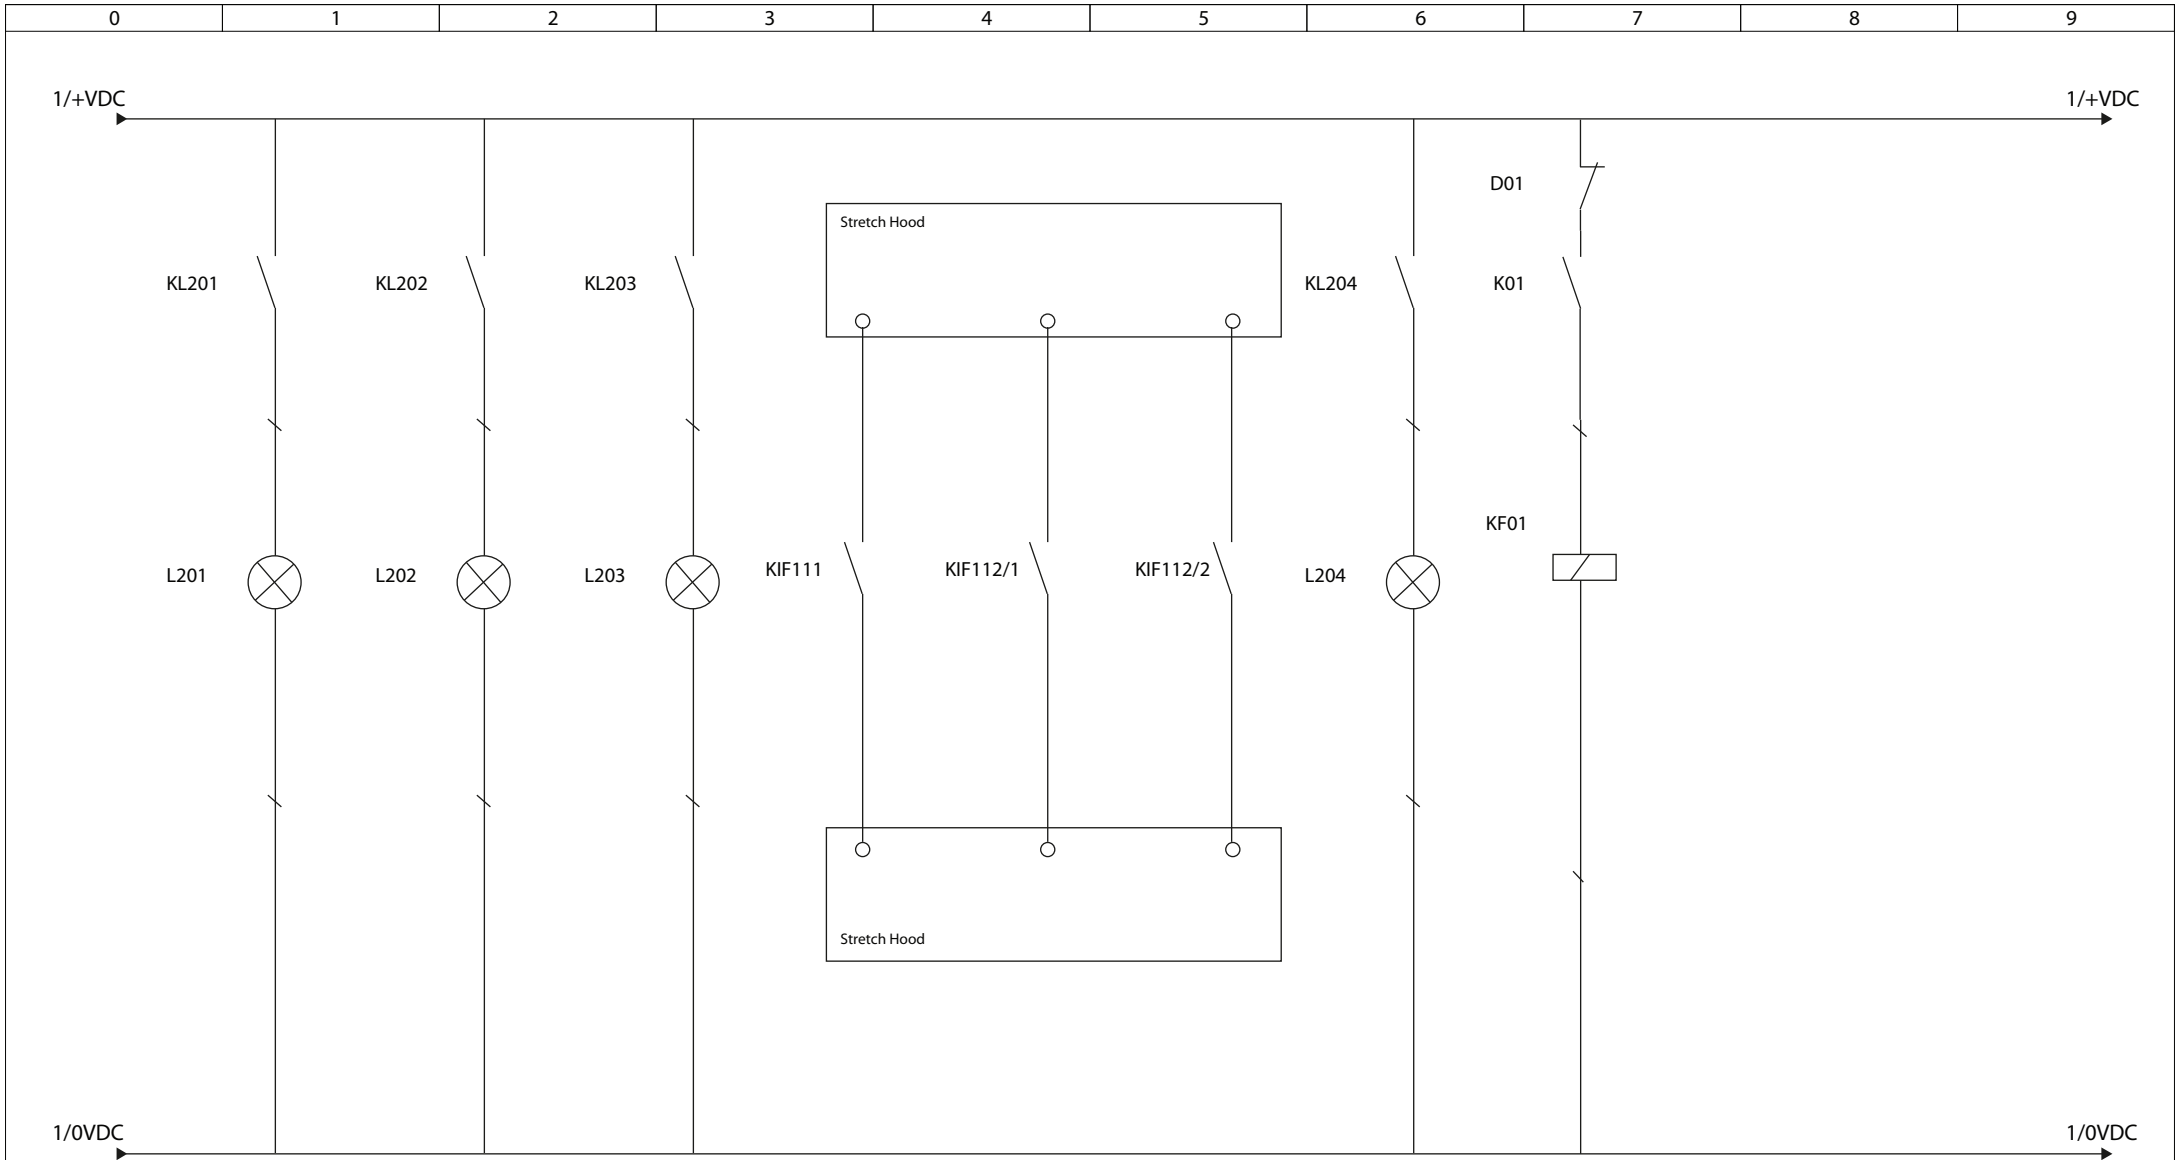 0 1 2 3 4 5 6 7 8 9
1/+VDC 1/+VDC
D01
Stretch Hood
KL201 KL202 KL203 KL204 K01
KF01
L201 L202 L203 KIF111 KIF112/1 KIF112/2 L204
Stretch Hood
1/0VDC 1/0VDC